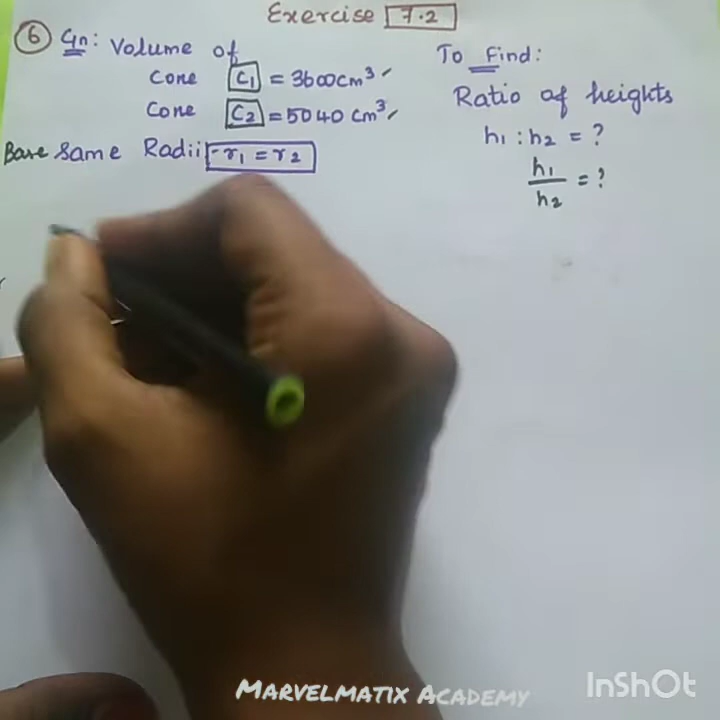 Exercise 7.2
6 Gn: Volume of
Cone C1 = 3600cm³ ✓
Cone C2 = 5040 cm³ ✓
Base Same Radii r1 = r2
To Find:
Ratio of heights
h1 : h2 = ?
h1
/h2 = ?
MARVELMATIX ACADEMY
InShOt